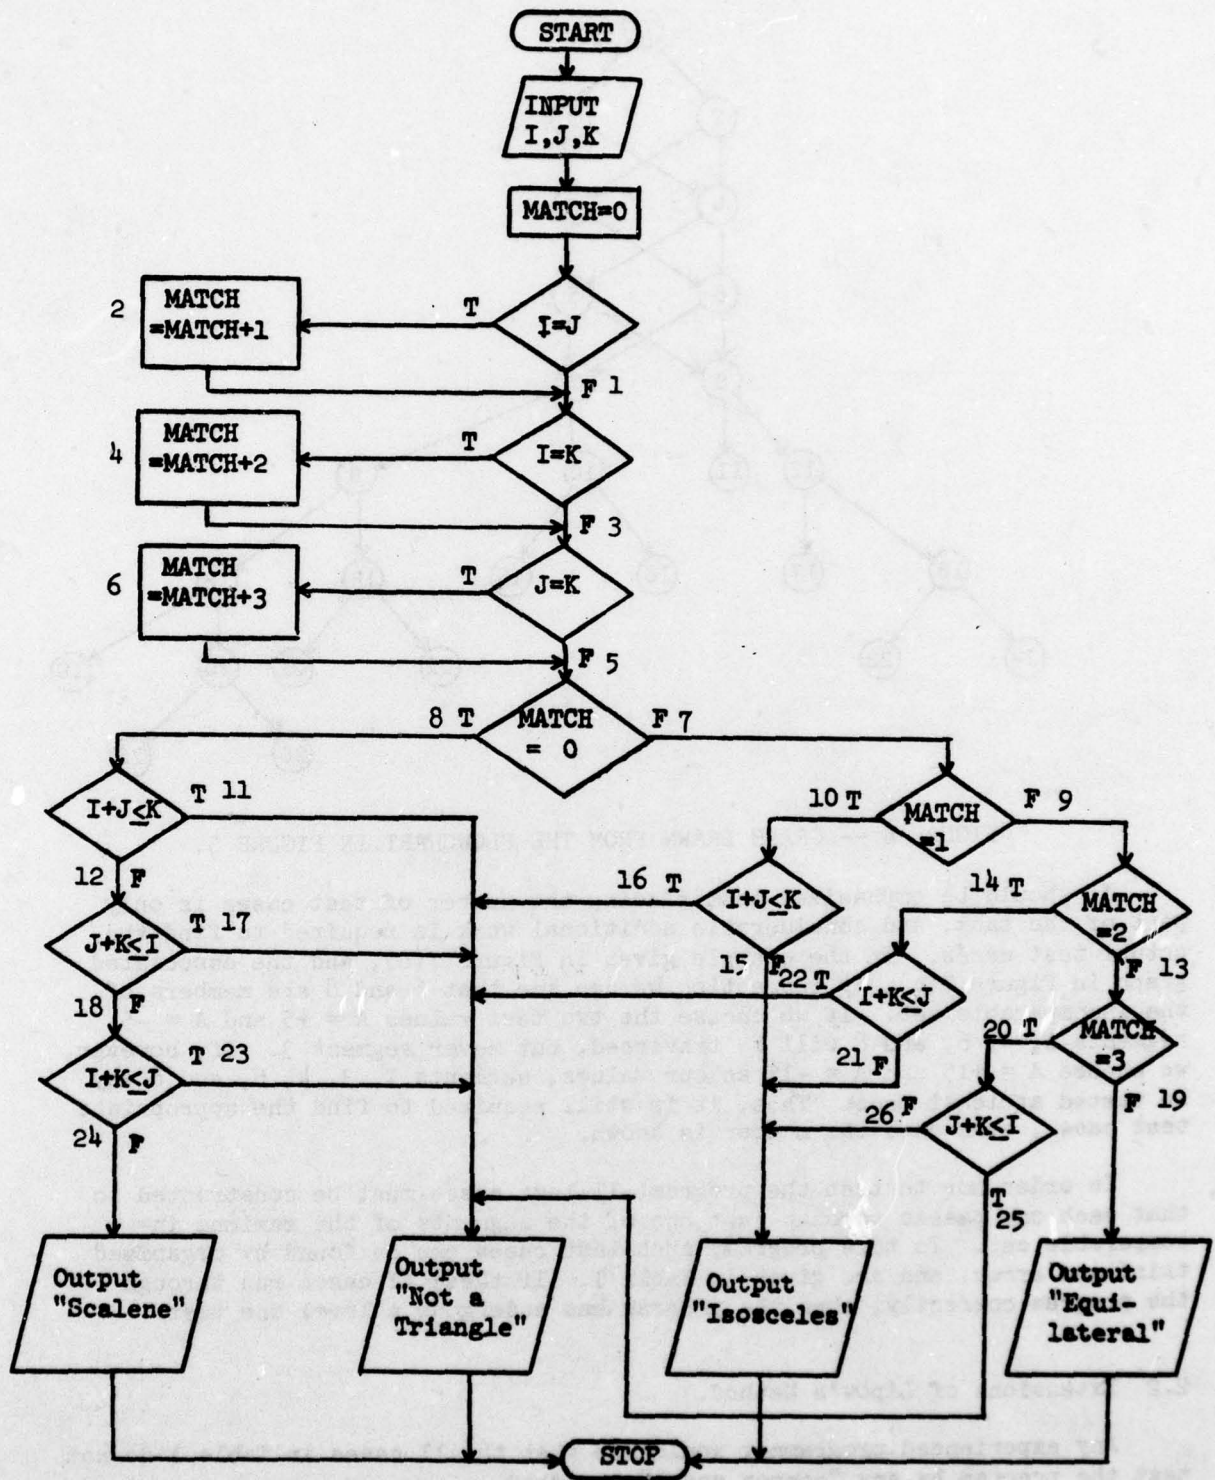 START
INPUT
I,J,K
MATCH=0
2
MATCH
=MATCH+1
T
I=J
F 1
4
MATCH
=MATCH+2
T
I=K
F 3
6
MATCH
=MATCH+3
T
J=K
F 5
8 T
MATCH
= 0
F 7
I+J≤K
T 11
10 T
MATCH
=1
F 9
12 F
16 T
I+J≤K
14 T
MATCH
=2
J+K≤I
T 17
15 F
22 T
I+K≤J
F 13
18 F
20 T
MATCH
=3
I+K≤J
T 23
21 F
F 19
24 F
26 F
J+K≤I
T
25
Output
"Scalene"
Output
"Not a
Triangle"
Output
"Isosceles"
Output
"Equi-
lateral"
STOP